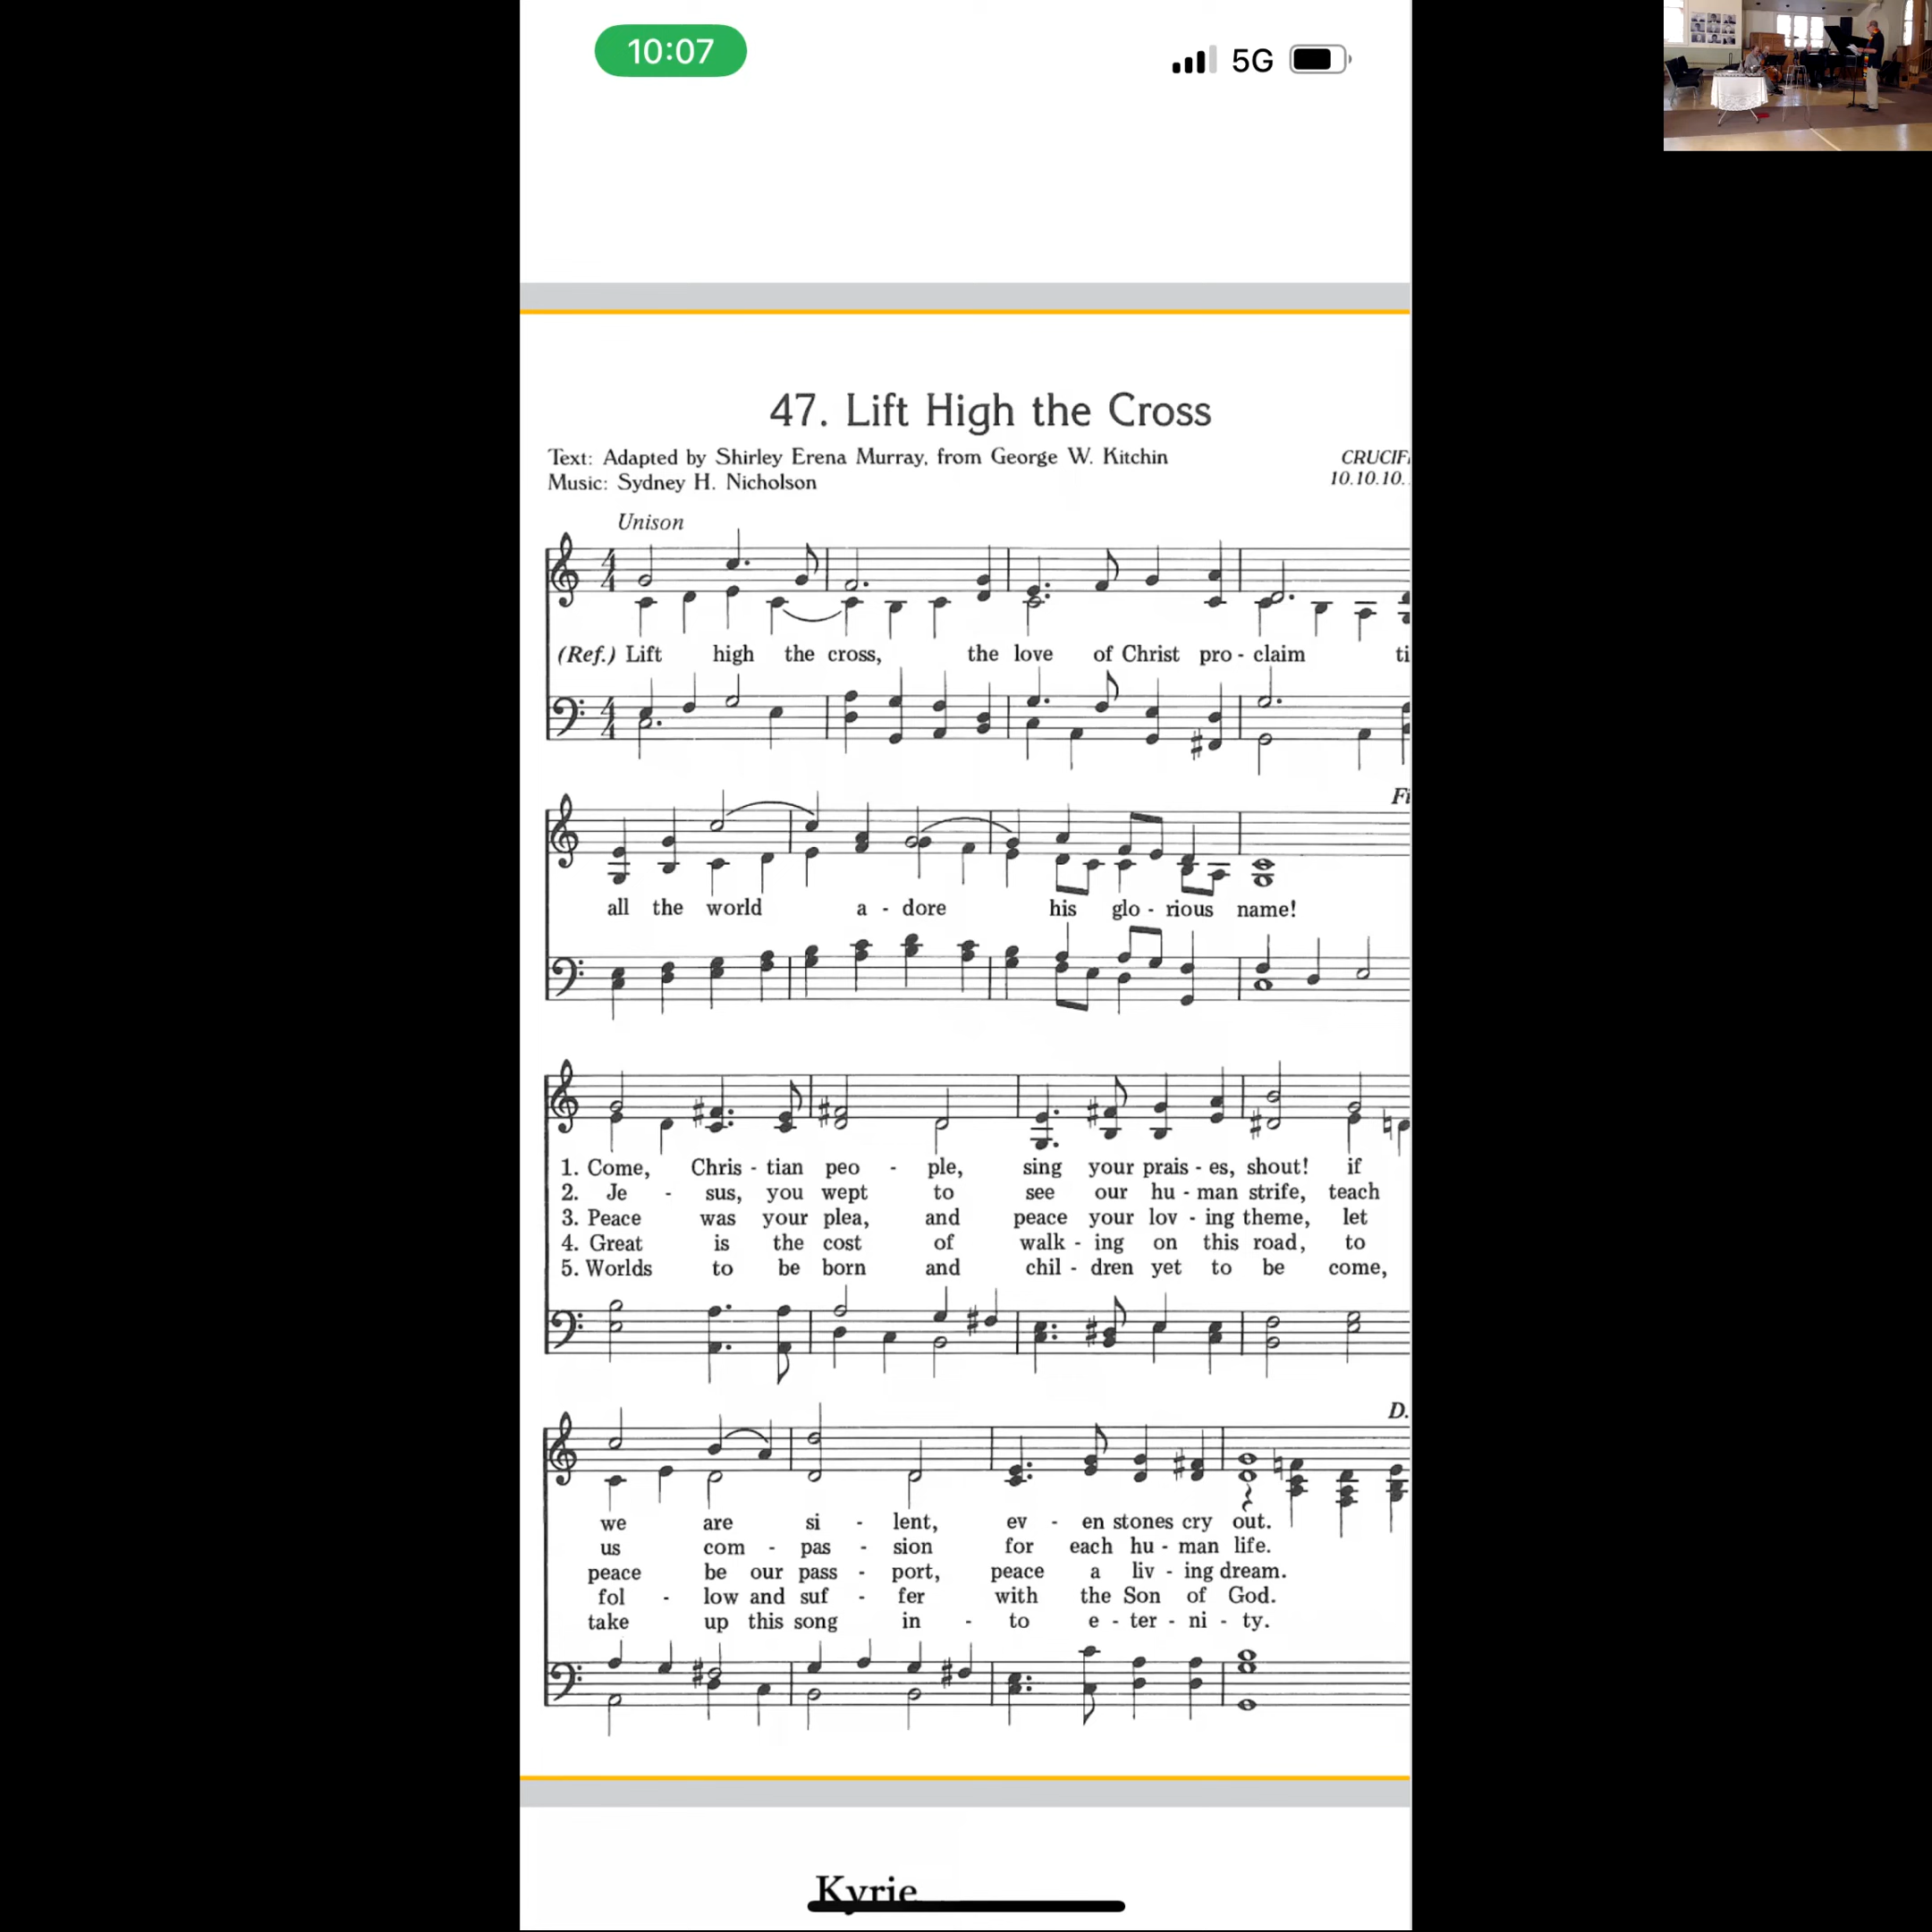 10:07
5G
47. Lift High the Cross
Text: Adapted by Shirley Erena Murray, from George W. Kitchin
CRUCIF
Music: Sydney H. Nicholson
10.10.10.
Unison
(Ref.) Lift high the cross, the love of Christ pro - claim ti
Fi
all the world a - dore his glo - rious name!
1. Come, Chris - tian peo - ple, sing your prais - es, shout! if
2. Je - sus, you wept to see our hu - man strife, teach
3. Peace was your plea, and peace your lov - ing theme, let
4. Great is the cost of walk - ing on this road, to
5. Worlds to be born and chil - dren yet to be come,
D.
we are si - lent, ev - en stones cry out.
us com - pas - sion for each hu - man life.
peace be our pass - port, peace a liv - ing dream.
fol - low and suf - fer with the Son of God.
take up this song in - to e - ter - ni - ty.
Kyrie